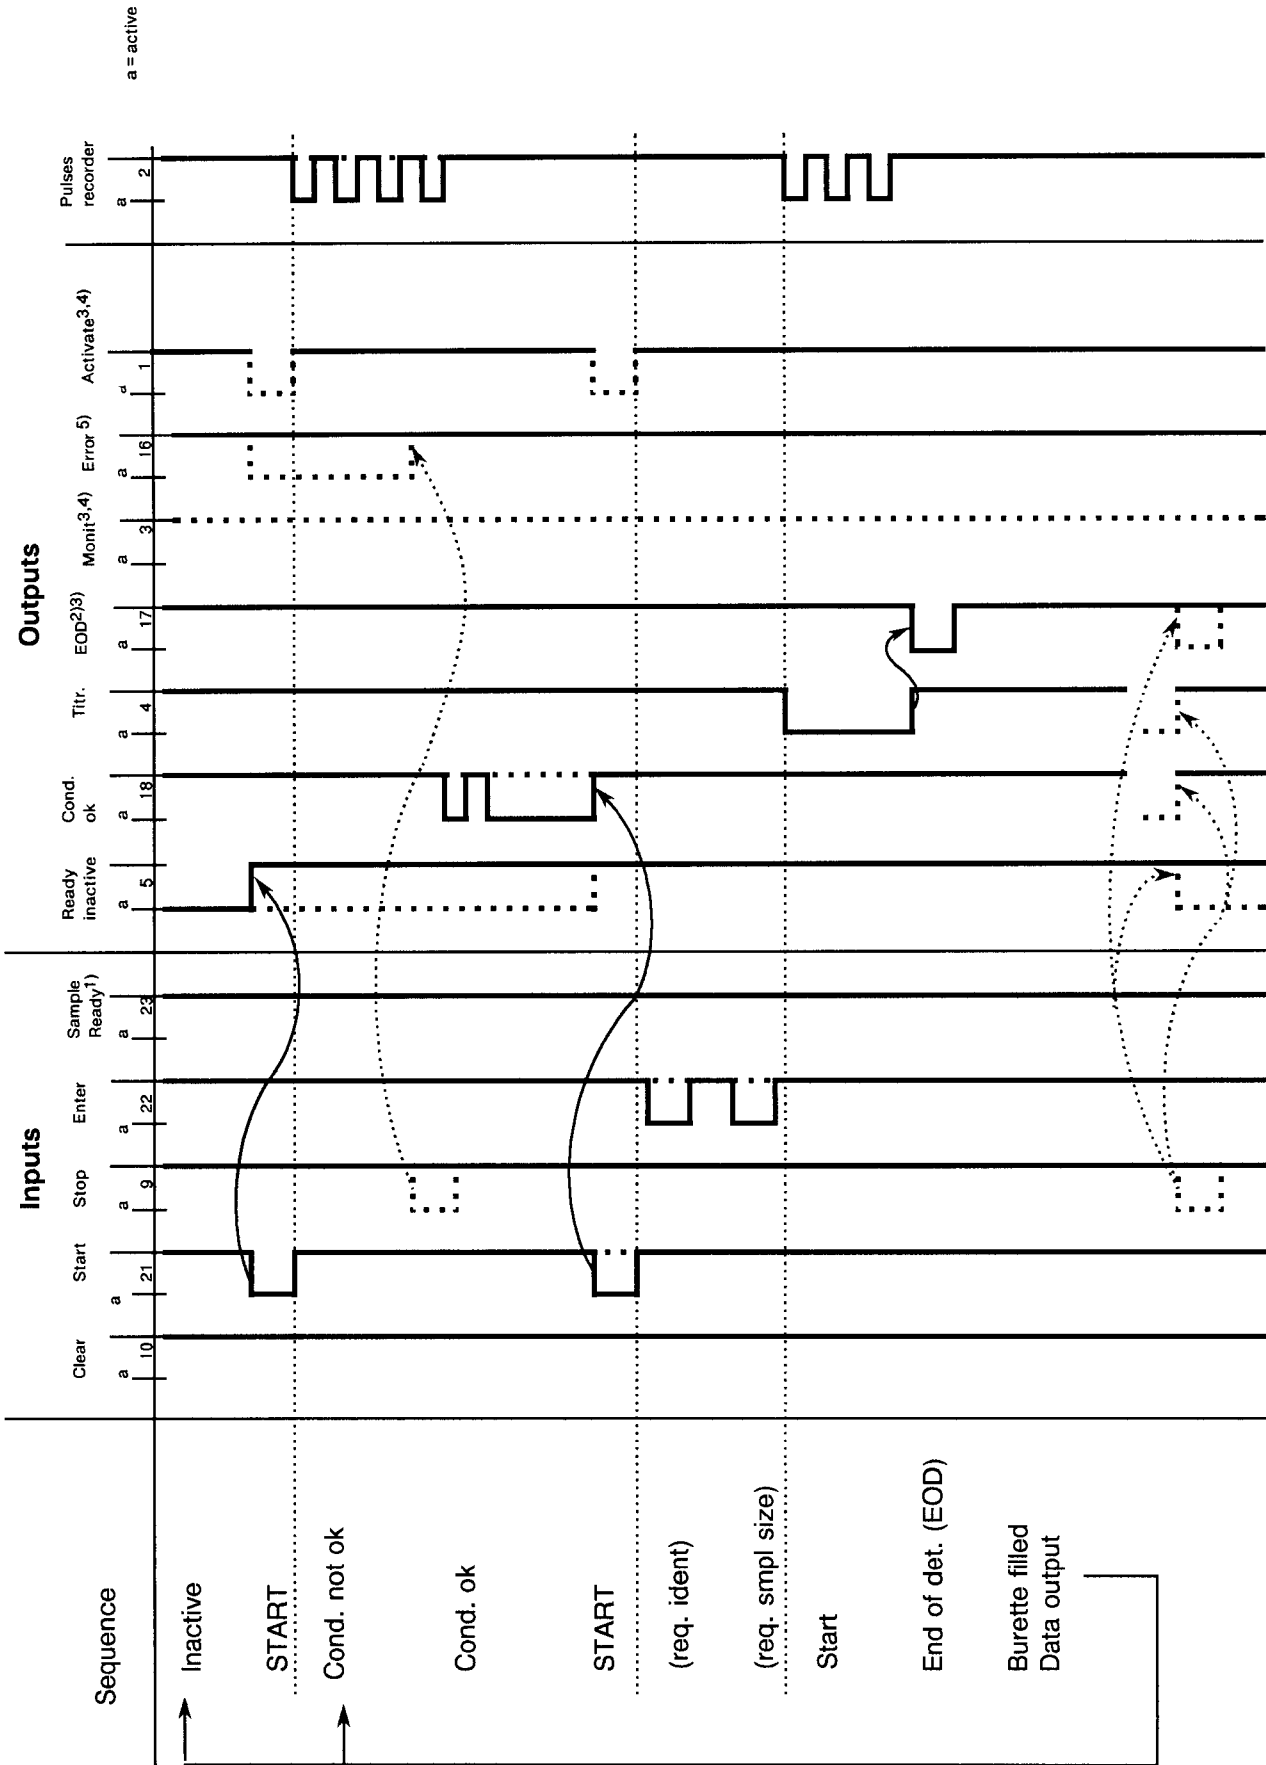 a = active
Inputs
Outputs
Sequence
Clear
a 10
Start
a 21
Stop
a 9
Enter
a 22
Sample
Ready1)
a 23
Ready
inactive
a 5
Cond.
ok
a 18
Titr.
a 4
EOD2)3)
a 17
Monit3,4)
a 3
Error 5)
a 16
Activate3,4)
1
Pulses
recorder
a 2
Inactive
START
Cond. not ok
Cond. ok
START
(req. ident)
(req. smpl size)
Start
End of det. (EOD)
Burette filled
Data output